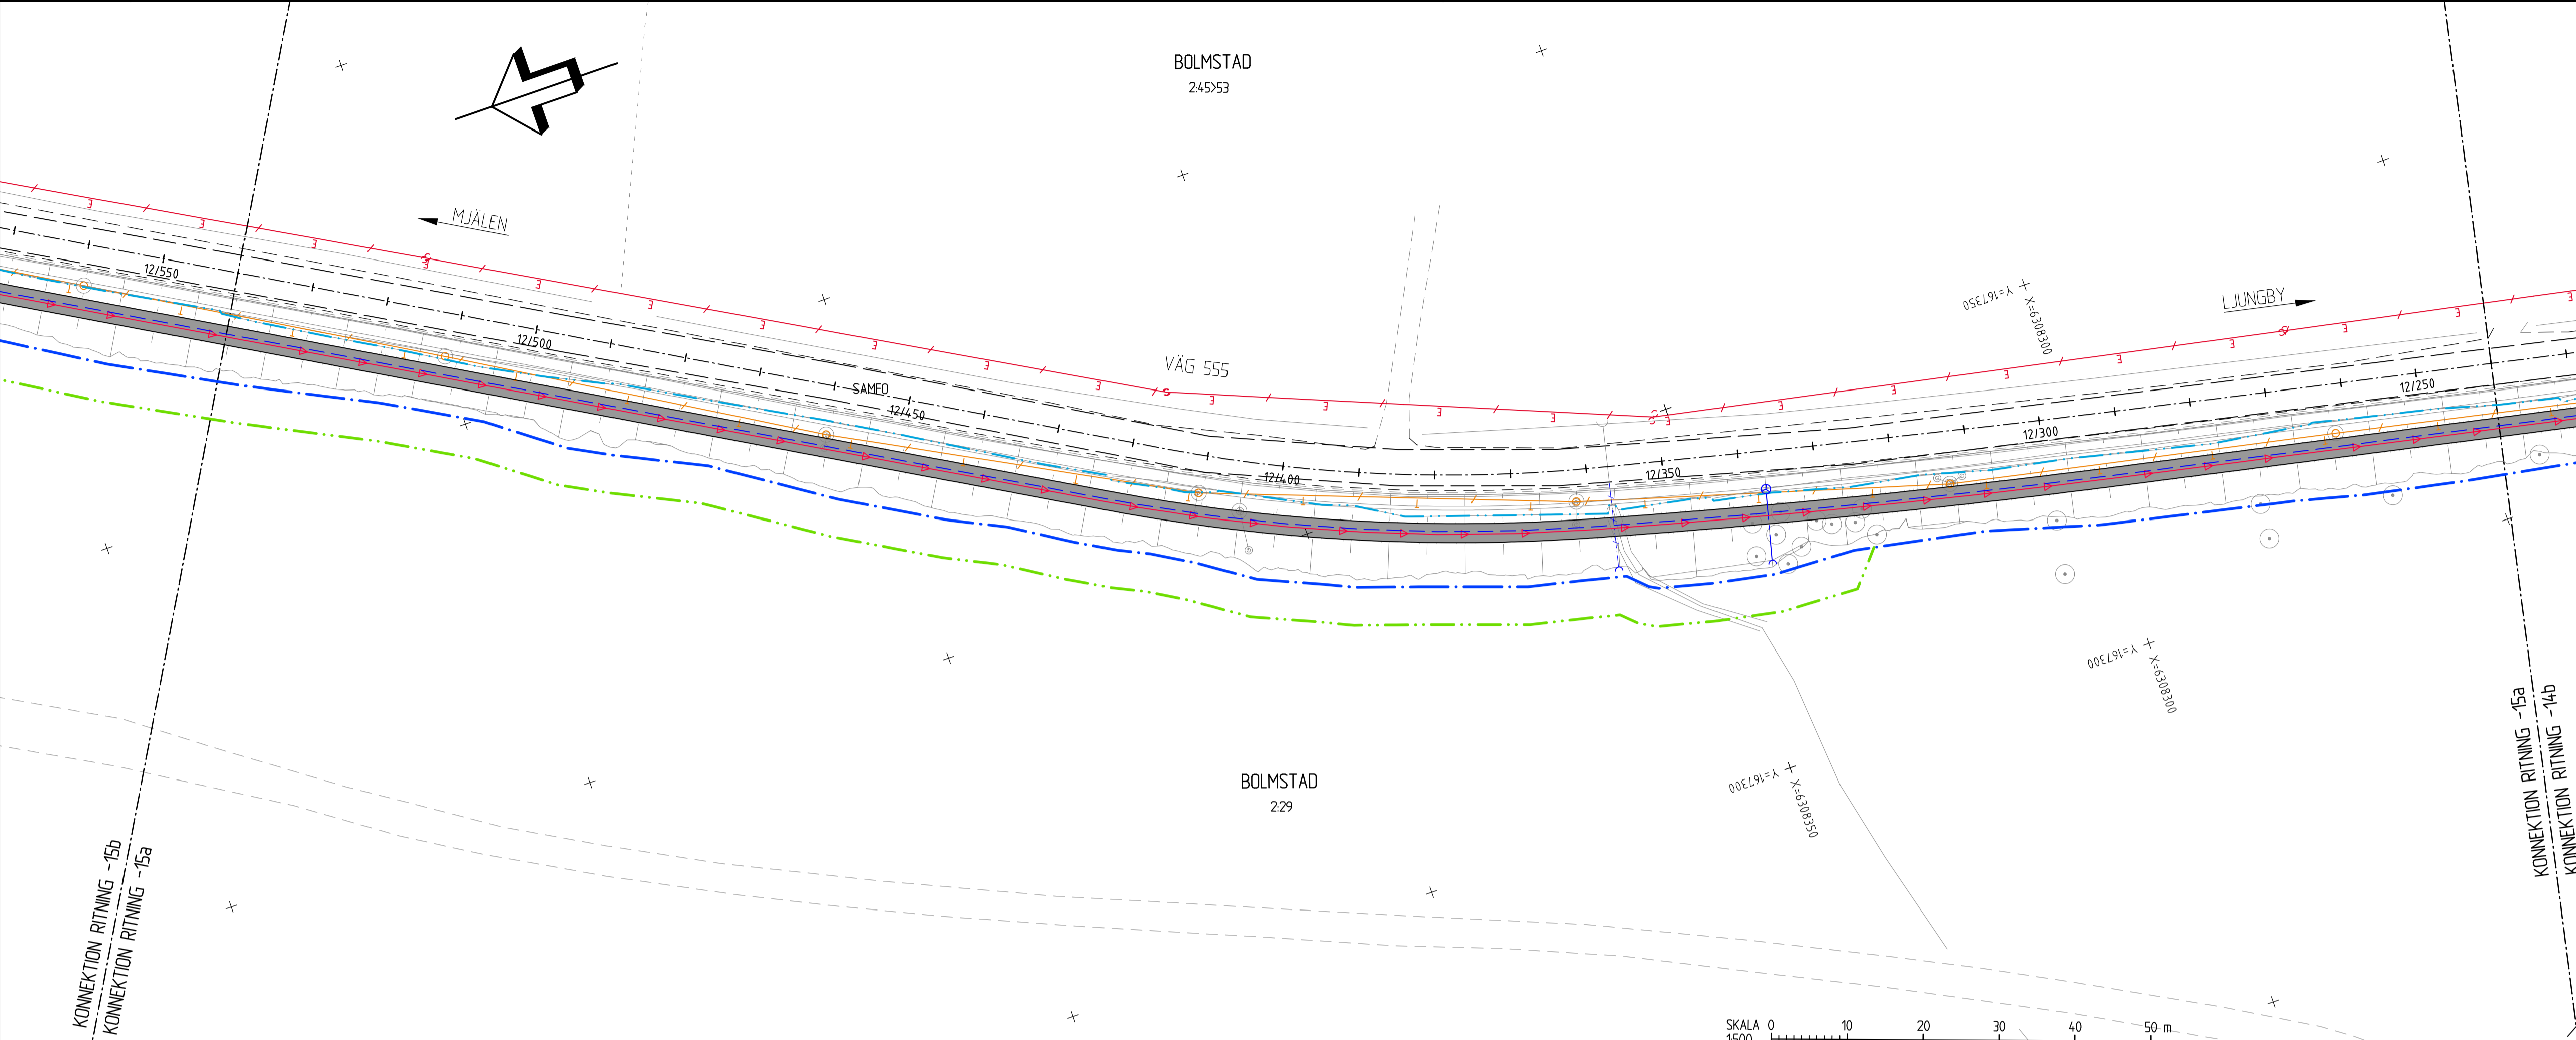 BOLMSTAD
2:45>53
MJÄLEN
12/550
12/500
SAMFO
12/450
VÄG 555
12/400
12/350
12/300
12/250
LJUNGBY
Y=167350
X=6308300
Y=167300
X=6308300
Y=167300
X=6308350
BOLMSTAD
2:29
KONNEKTION RITNING -15b
KONNEKTION RITNING -15a
KONNEKTION RITNING -15a
KONNEKTION RITNING -14b
SKALA 0 10 20 30 40 50 m